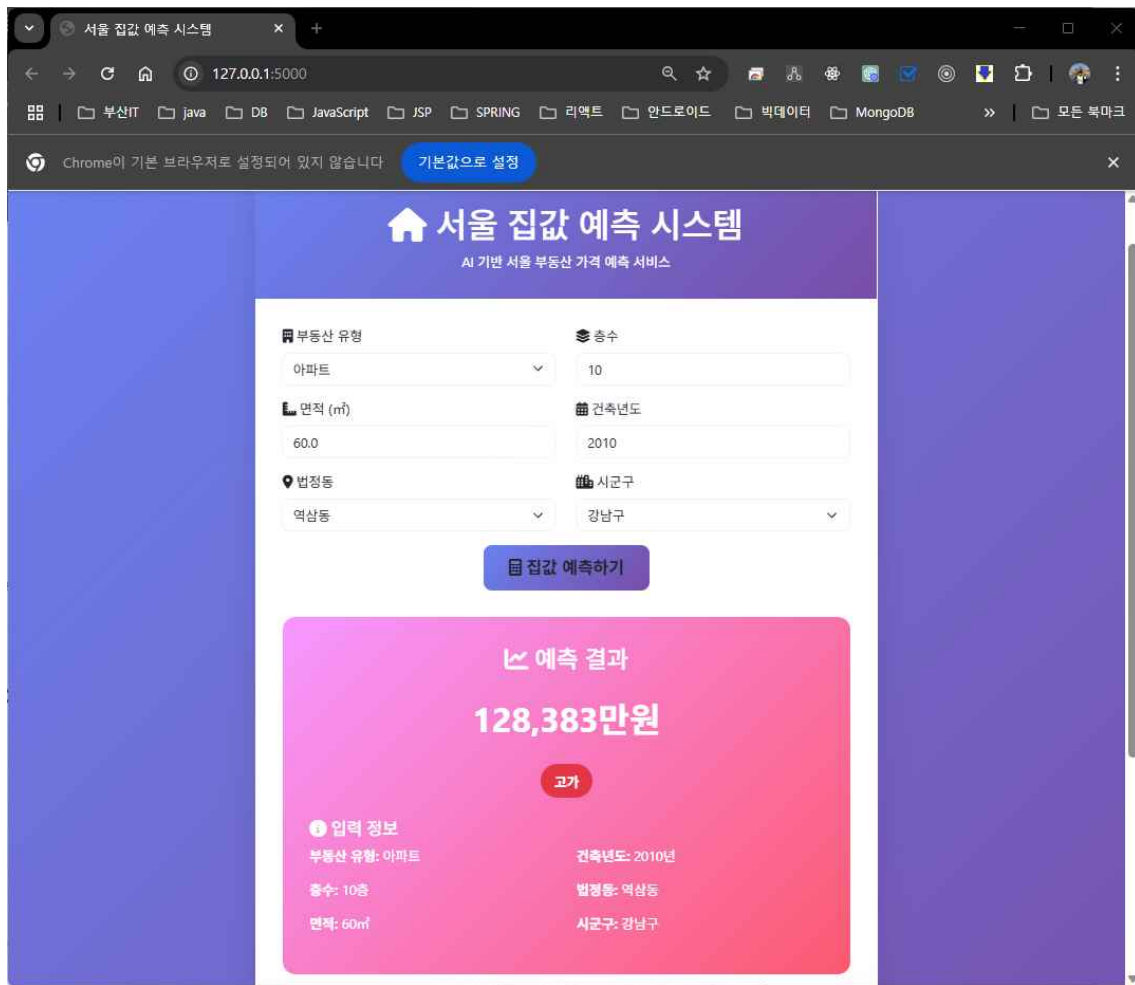 서울 집값 예측 시스템
127.0.0.1:5000
부산IT java DB JavaScript JSP SPRING 리액트 안드로이드 빅데이터 MongoDB » 모든 북마크
Chrome이 기본 브라우저로 설정되어 있지 않습니다 기본값으로 설정
서울 집값 예측 시스템
AI 기반 서울 부동산 가격 예측 서비스
부동산 유형 층수
아파트 10
면적 (㎡) 건축년도
60.0 2010
법정동 시군구
역삼동 강남구
집값 예측하기
예측 결과
128,383만원
고가
입력 정보
부동산 유형: 아파트 건축년도: 2010년
층수: 10층 법정동: 역삼동
면적: 60㎡ 시군구: 강남구